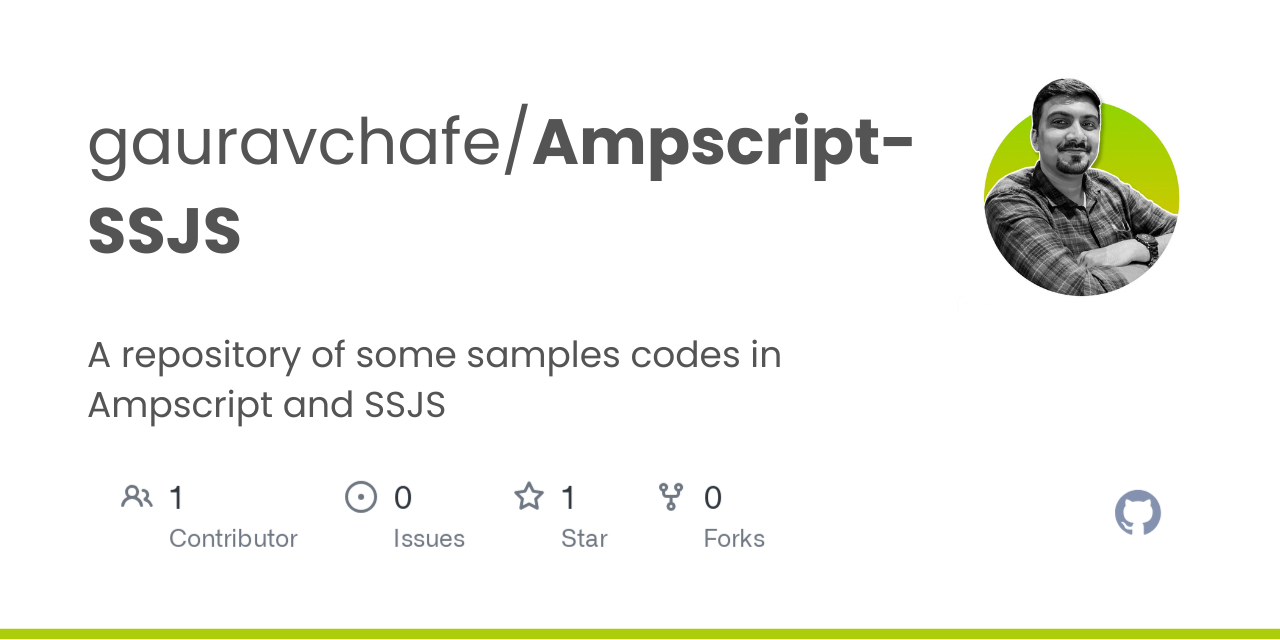 gauravchafe/Ampscript-
SSJS
A repository of some samples codes in
Ampscript and SSJS
1 0 1 0
Contributor Issues Star Forks